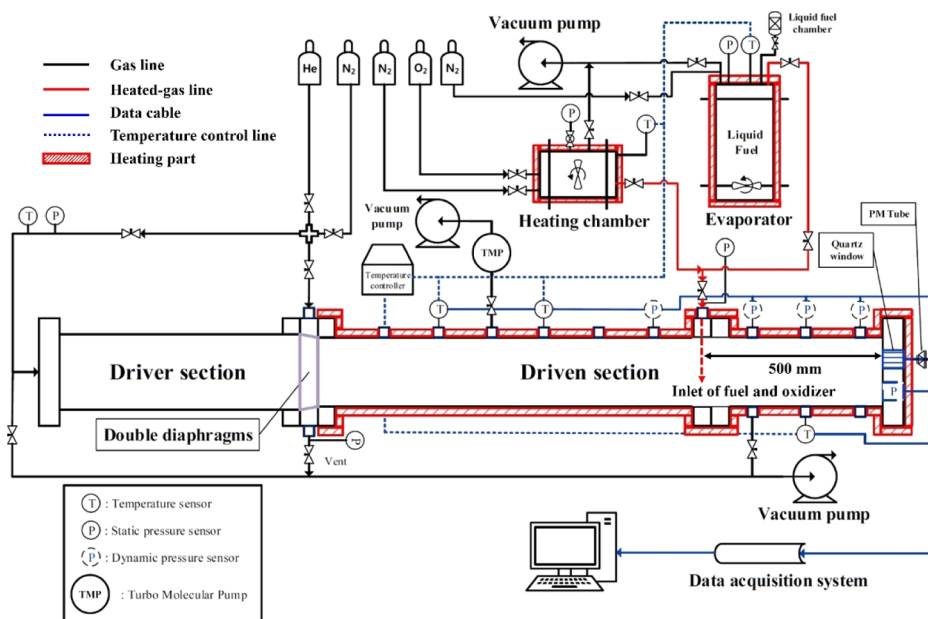 Vacuum pump
Liquid fuel
chamber
P
T
He
N₂
N₂
O₂
N₂
Gas line
Heated-gas line
Data cable
Temperature control line
Heating part
P
T
Liquid
Fuel
Heating chamber
Evaporator
PM Tube
Quartz
window
T
P
Vacuum
pump
TMP
Temperature
controller
P
T
T
P
P
P
P
Driver section
Driven section
500 mm
Inlet of fuel and oxidizer
P
Double diaphragms
Vent
P
T
Vacuum pump
T : Temperature sensor
P : Static pressure sensor
P : Dynamic pressure sensor
TMP : Turbo Molecular Pump
Data acquisition system